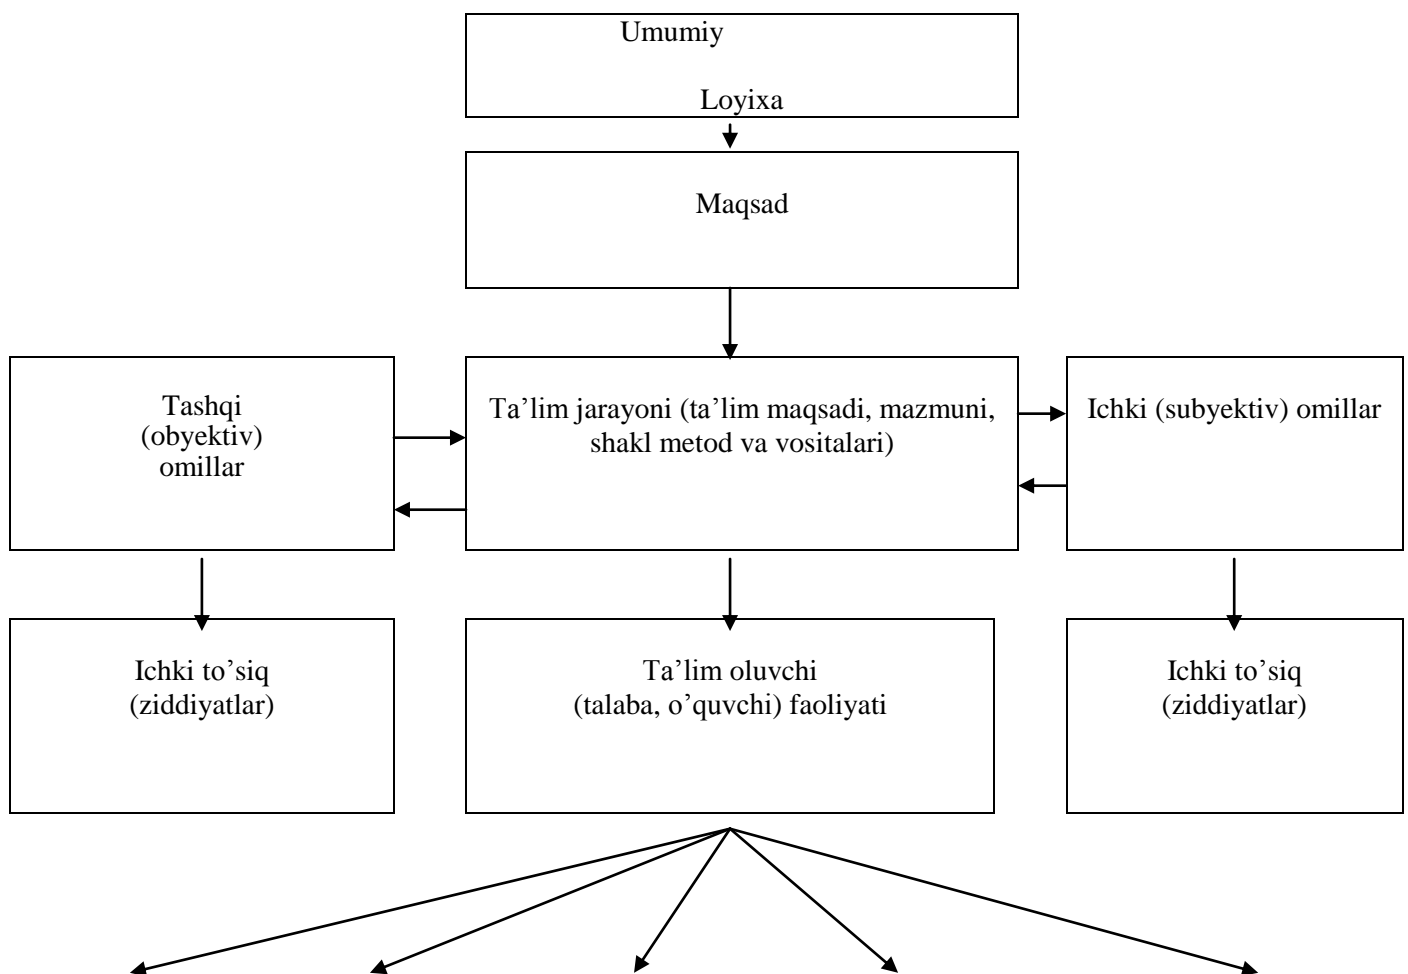 Umumiy
Loyixa
Maqsad
Tashqi
(obyektiv)
omillar
Ta’lim jarayoni (ta’lim maqsadi, mazmuni,
shakl metod va vositalari)
Ichki (subyektiv) omillar
Ichki to’siq
(ziddiyatlar)
Ta’lim oluvchi
(talaba, o’quvchi) faoliyati
Ichki to’siq
(ziddiyatlar)